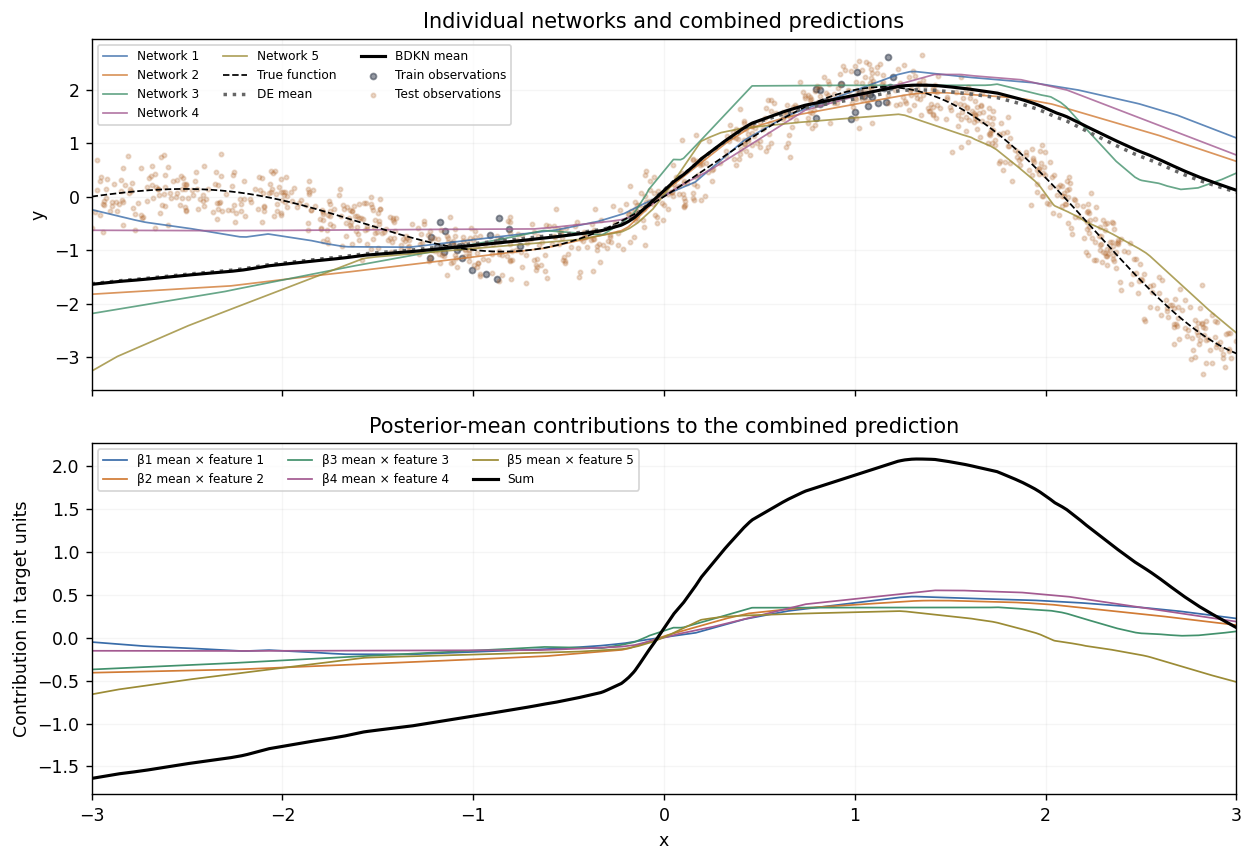 Individual networks and combined predictions
Network 1
Network 2
Network 3
Network 4
Network 5
True function
DE mean
BDKN mean
Train observations
Test observations
y
2
1
0
−1
−2
−3
Posterior-mean contributions to the combined prediction
β1 mean × feature 1
β2 mean × feature 2
β3 mean × feature 3
β4 mean × feature 4
β5 mean × feature 5
Sum
Contribution in target units
2.0
1.5
1.0
0.5
0.0
−0.5
−1.0
−1.5
−3 −2 −1 0 1 2 3
x